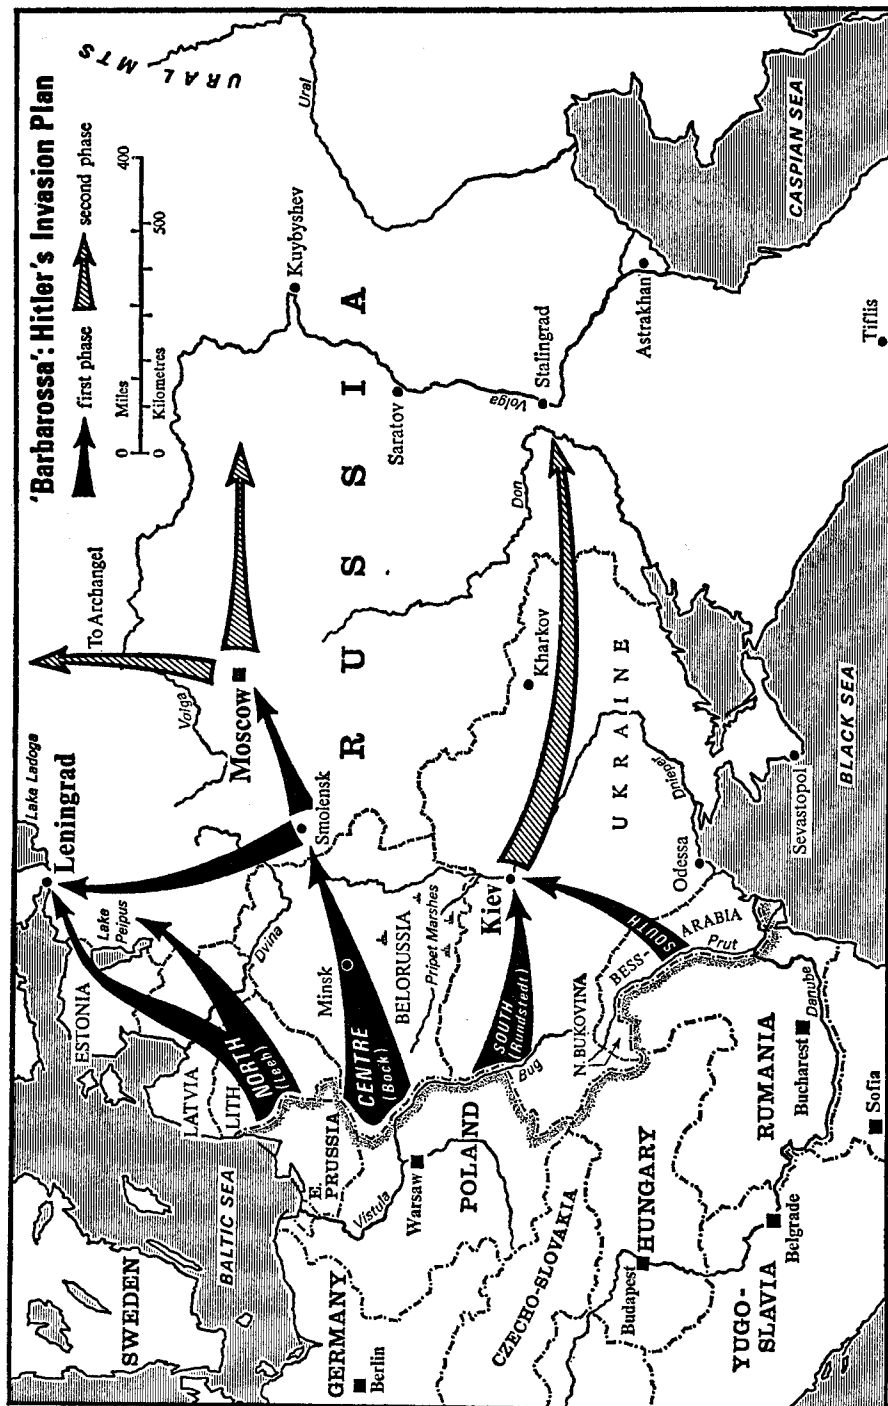 'Barbarossa': Hitler's Invasion Plan
first phase
second phase
0 Miles 400
0 Kilometres 500
URAL MTS
Ural
To Archangel
Lake Ladoga
Leningrad
Volga
Moscow
Kuybyshev
SWEDEN
BALTIC SEA
ESTONIA
Lake
Peipus
LATVIA
LITH
Dvina
NORTH
(Leeb)
Smolensk
RUSSIA
Saratov
E.
PRUSSIA
Minsk
CENTRE
(Bock)
BELORUSSIA
Pripet Marshes
GERMANY
Berlin
Vistula
Warsaw
POLAND
SOUTH
(Rundstedt)
Bug
Kiev
Kharkov
Don
Volga
Stalingrad
CZECHO-SLOVAKIA
N. BUKOVINA
BESS-
ARABIA
SOUTH
Prut
UKRAINE
Dnieper
Astrakhan
Budapest
HUNGARY
Odessa
YUGO-
SLAVIA
Belgrade
RUMANIA
Bucharest
Danube
Sofia
Sevastopol
BLACK SEA
CASPIAN SEA
Tiflis